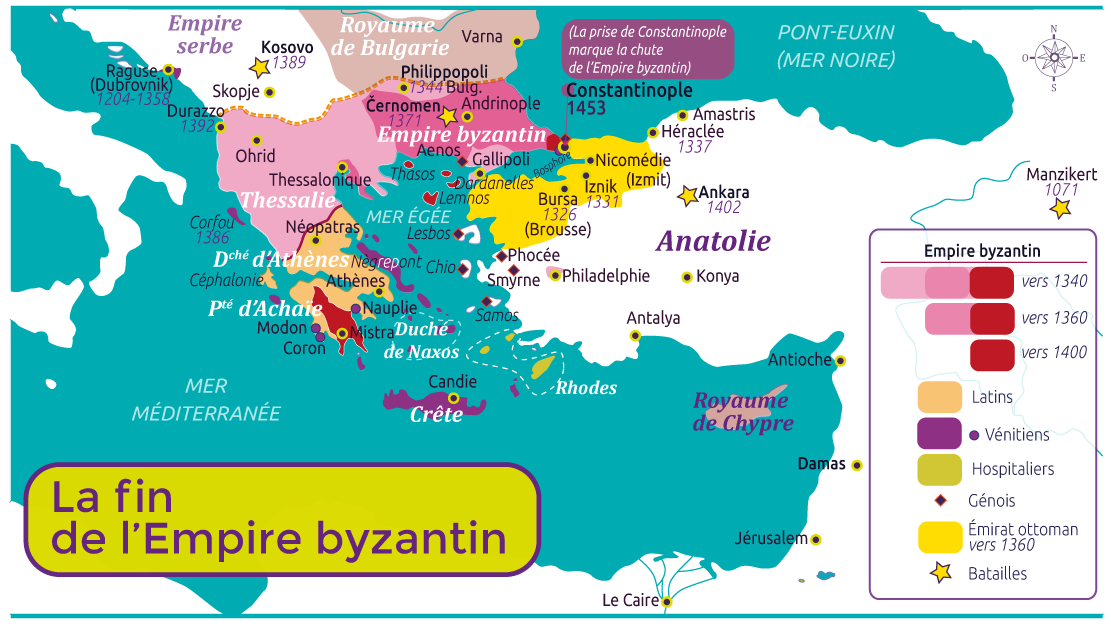 Empire
serbe
Royaume
de Bulgarie
Varna
(La prise de Constantinople
marque la chute
de l’Empire byzantin)
PONT-EUXIN
(MER NOIRE)
N
O
E
S
Kosovo
1389
Raguse
(Dubrovnik)
1204-1358
Skopje
Philippopoli
1344 Bulg.
Constantinople
1453
Durazzo
1392
Černomen
1371
Andrinople
Empire byzantin
Amastris
Héraclée
1337
Ohrid
Aenos
Gallipoli
Bosphore
Nicomédie
(Izmit)
Thessalonique
Thasos
Dardanelles
Iznik
1331
Manzikert
1071
Thessalie
Lemnos
Bursa
1326
(Brousse)
Ankara
1402
Corfou
1386
MER ÉGÉE
Néopatras
Lesbos
Anatolie
Dché d’Athènes
Négrepont
Chio
Phocée
Smyrne
Philadelphie
Konya
Céphalonie
Athènes
Pté d’Achaïe
Nauplie
Samos
Modon
Coron
Mistra
Duché
de Naxos
Antalya
Antioche
MER
MÉDITERRANÉE
Candie
Crête
Rhodes
Royaume
de Chypre
Damas
Jérusalem
Le Caire
La fin
de l’Empire byzantin
Empire byzantin
vers 1340
vers 1360
vers 1400
Latins
Vénitiens
Hospitaliers
Génois
Émirat ottoman
vers 1360
Batailles